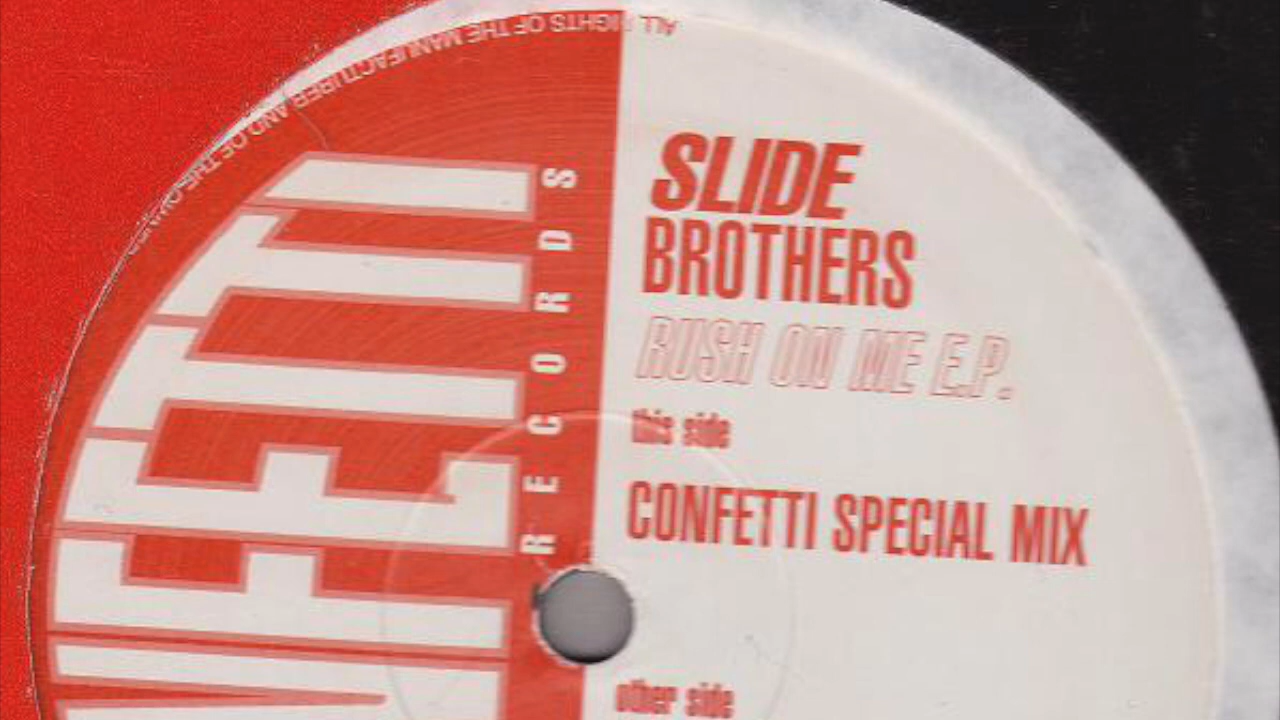 ALL RIGHTS OF THE MANUFACTURER AND OF THE
NFETTI
RECORDS
SLIDE
BROTHERS
RUSH ON ME E.P.
this side
CONFETTI SPECIAL MIX
other side